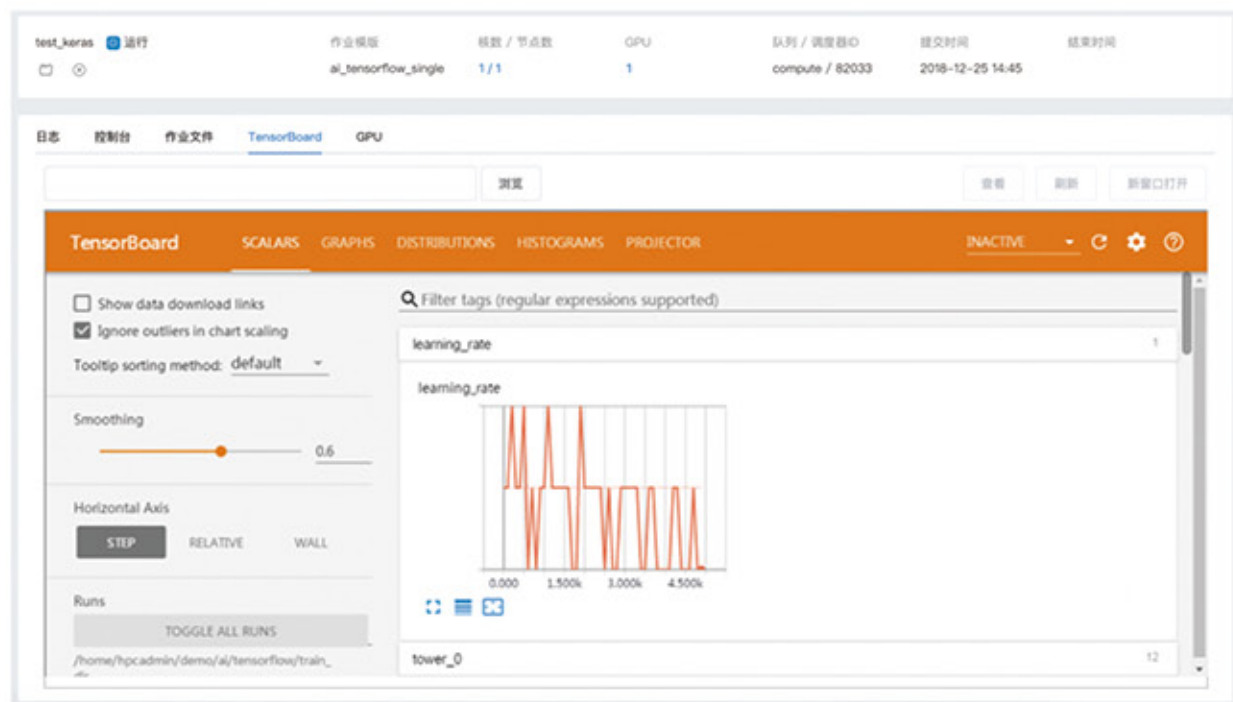 test_keras 运行
作业模版 核数 / 节点数 GPU 队列 / 调度器ID 提交时间 结束时间
ai_tensorflow_single 1 / 1 1 compute / 82033 2018-12-25 14:45
日志 控制台 作业文件 TensorBoard GPU
浏览 查看 刷新 新窗口打开
TensorBoard SCALARS GRAPHS DISTRIBUTIONS HISTOGRAMS PROJECTOR INACTIVE
Show data download links
Ignore outliers in chart scaling
Tooltip sorting method: default
Smoothing
0.6
Horizontal Axis
STEP RELATIVE WALL
Runs
TOGGLE ALL RUNS
/home/hpcadmin/demo/ai/tensorflow/train_
Filter tags (regular expressions supported)
learning_rate 1
learning_rate
0.000 1.500k 3.000k 4.500k
tower_0 12